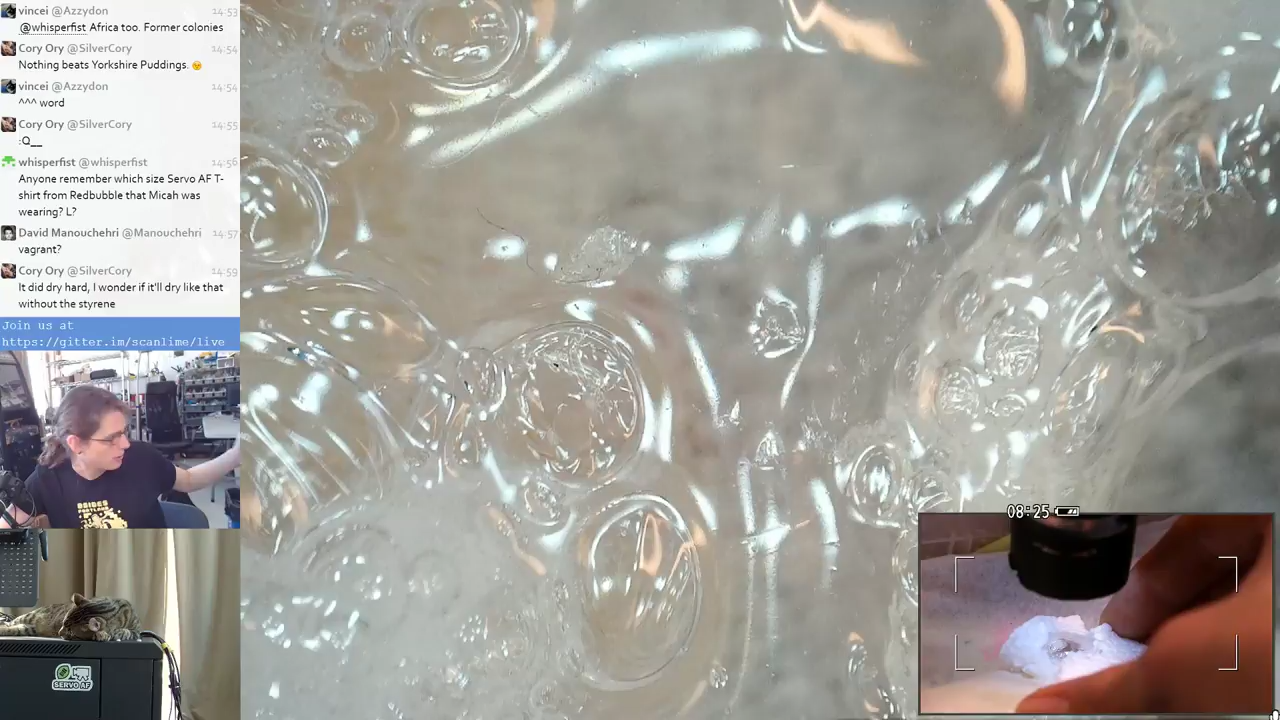 vincei @Azzydon 14:53
@whisperfist Africa too. Former colonies
Cory Ory @SilverCory 14:54
Nothing beats Yorkshire Puddings.
vincei @Azzydon 14:54
^^^ word
Cory Ory @SilverCory 14:55
:Q__
whisperfist @whisperfist 14:56
Anyone remember which size Servo AF T-
shirt from Redbubble that Micah was
wearing? L?
David Manouchehri @Manouchehri 14:57
vagrant?
Cory Ory @SilverCory 14:59
It did dry hard, I wonder if it'll dry like that
without the styrene
Join us at
https://gitter.im/scanlime/live
BSIDES
SERVO AF
08:25